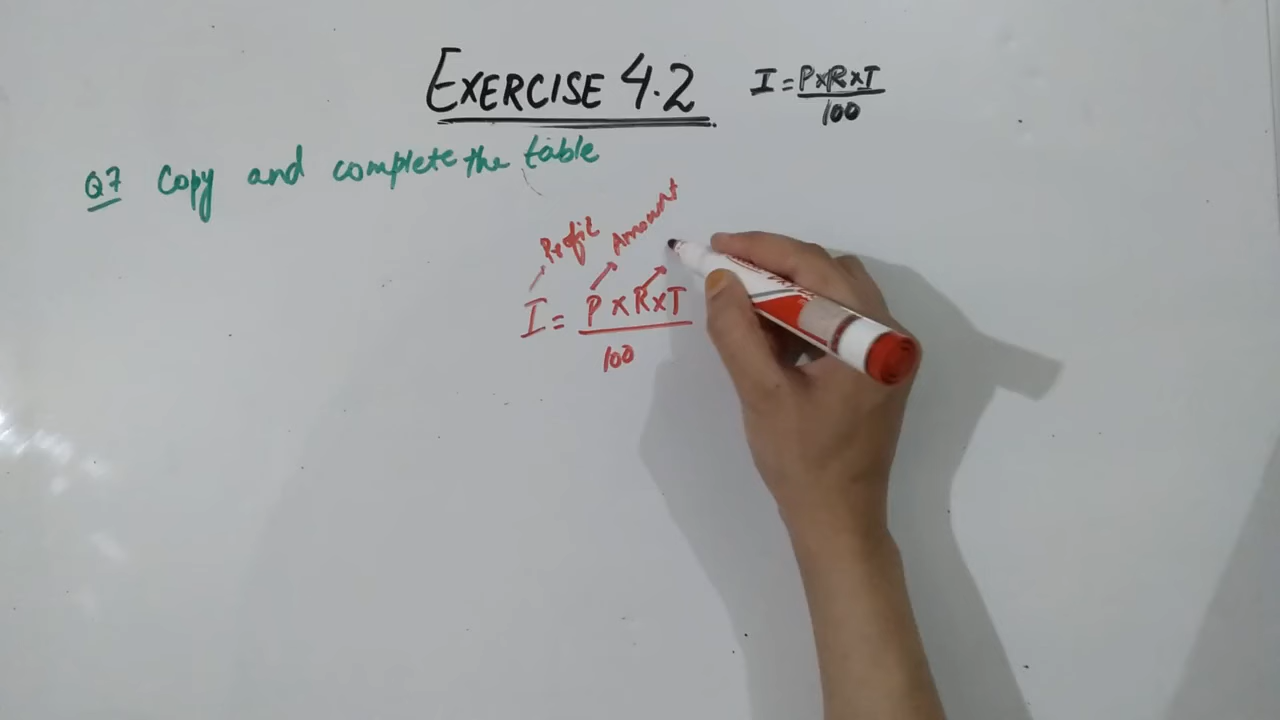 EXERCISE 4.2
I = P×R×T
100
Q7 Copy and complete the table
Profit Amount
I = P × R × T
100